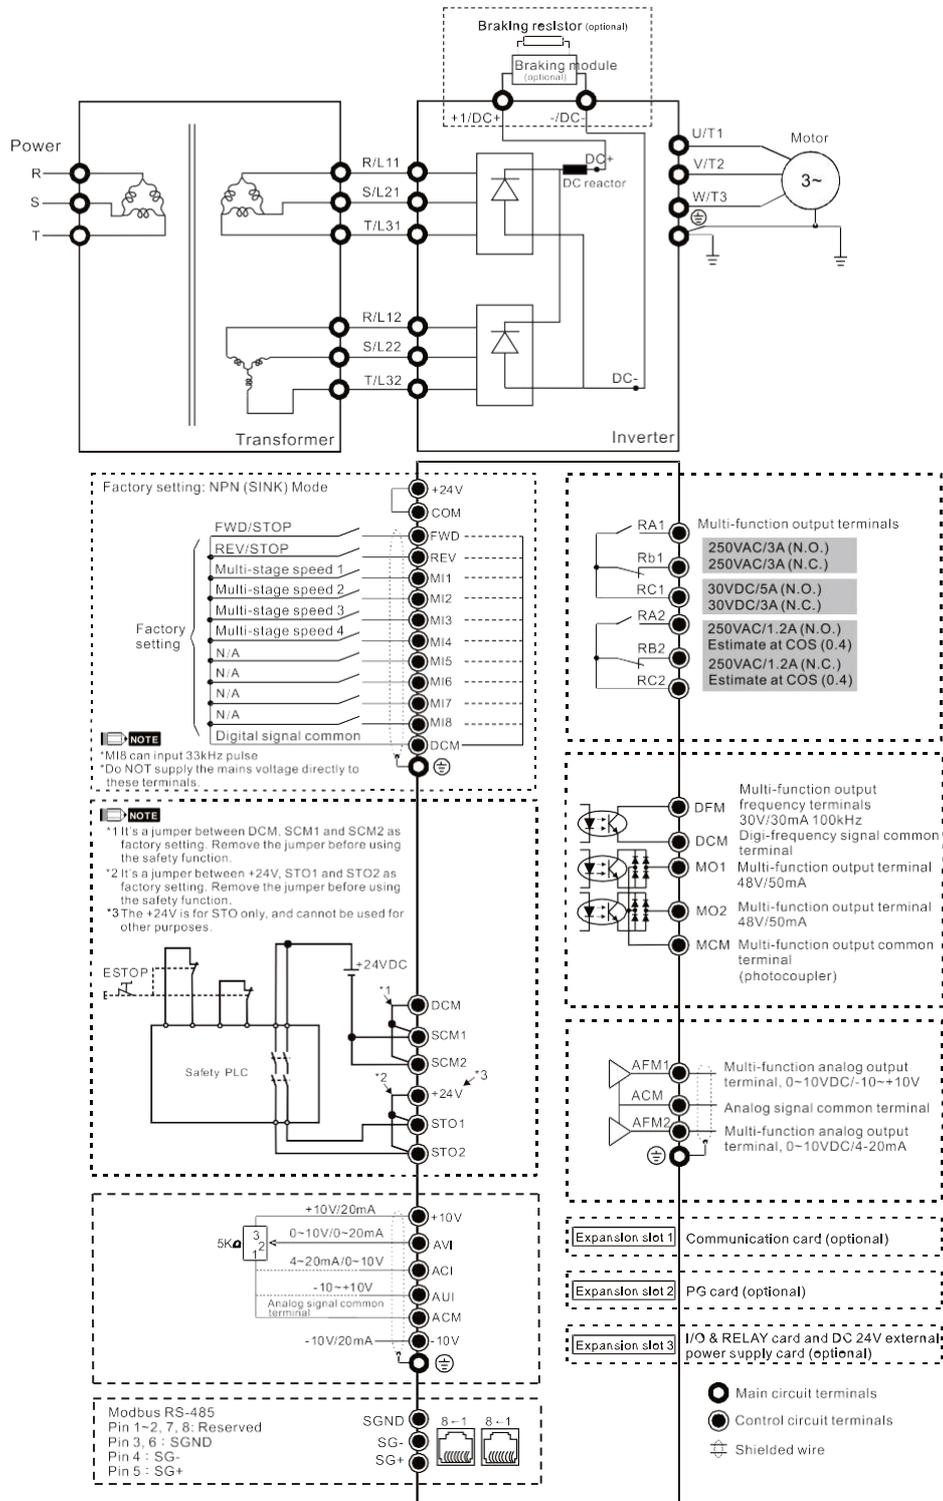 Braking resistor (optional)
Braking module
(optional)
+1/DC+
-/DC-
Power
R
S
T
R/L11
S/L21
T/L31
R/L12
S/L22
T/L32
DC+
DC reactor
DC-
U/T1
V/T2
W/T3
Motor
3~
Transformer
Inverter
Factory setting: NPN (SINK) Mode
+24V
COM
FWD/STOP
FWD
REV/STOP
REV
Multi-stage speed 1
MI1
Multi-stage speed 2
MI2
Multi-stage speed 3
MI3
Multi-stage speed 4
MI4
Factory
setting
N/A
MI5
N/A
MI6
N/A
MI7
N/A
MI8
Digital signal common
DCM
NOTE
*MI8 can input 33kHz pulse
*Do NOT supply the mains voltage directly to
these terminals.
RA1
Rb1
RC1
RA2
RB2
RC2
Multi-function output terminals
250VAC/3A (N.O.)
250VAC/3A (N.C.)
30VDC/5A (N.O.)
30VDC/3A (N.C.)
250VAC/1.2A (N.O.)
Estimate at COS (0.4)
250VAC/1.2A (N.C.)
Estimate at COS (0.4)
NOTE
*1 It's a jumper between DCM, SCM1 and SCM2 as
factory setting. Remove the jumper before using
the safety function.
*2 It's a jumper between +24V, STO1 and STO2 as
factory setting. Remove the jumper before using
the safety function.
*3 The +24V is for STO only, and cannot be used for
other purposes.
ESTOP
+24VDC
Safety PLC
*1
DCM
SCM1
SCM2
*2
*3
+24V
STO1
STO2
DFM
Multi-function output
frequency terminals
30V/30mA 100kHz
DCM
Digi-frequency signal common
terminal
MO1
Multi-function output terminal
48V/50mA
MO2
Multi-function output terminal
48V/50mA
MCM
Multi-function output common
terminal
(photocoupler)
AFM1
Multi-function analog output
terminal, 0~10VDC/-10~+10V
ACM
Analog signal common terminal
AFM2
Multi-function analog output
terminal, 0~10VDC/4-20mA
+10V/20mA
+10V
5KΩ
3
2
1
0~10V/0~20mA
AVI
4~20mA/0~10V
ACI
-10~+10V
AUI
Analog signal common
terminal
ACM
-10V/20mA
-10V
Expansion slot 1
Communication card (optional)
Expansion slot 2
PG card (optional)
Expansion slot 3
I/O & RELAY card and DC 24V external
power supply card (optional)
Modbus RS-485
Pin 1~2, 7, 8: Reserved
Pin 3, 6 : SGND
Pin 4 : SG-
Pin 5 : SG+
SGND
SG-
SG+
8←1
8←1
Main circuit terminals
Control circuit terminals
Shielded wire